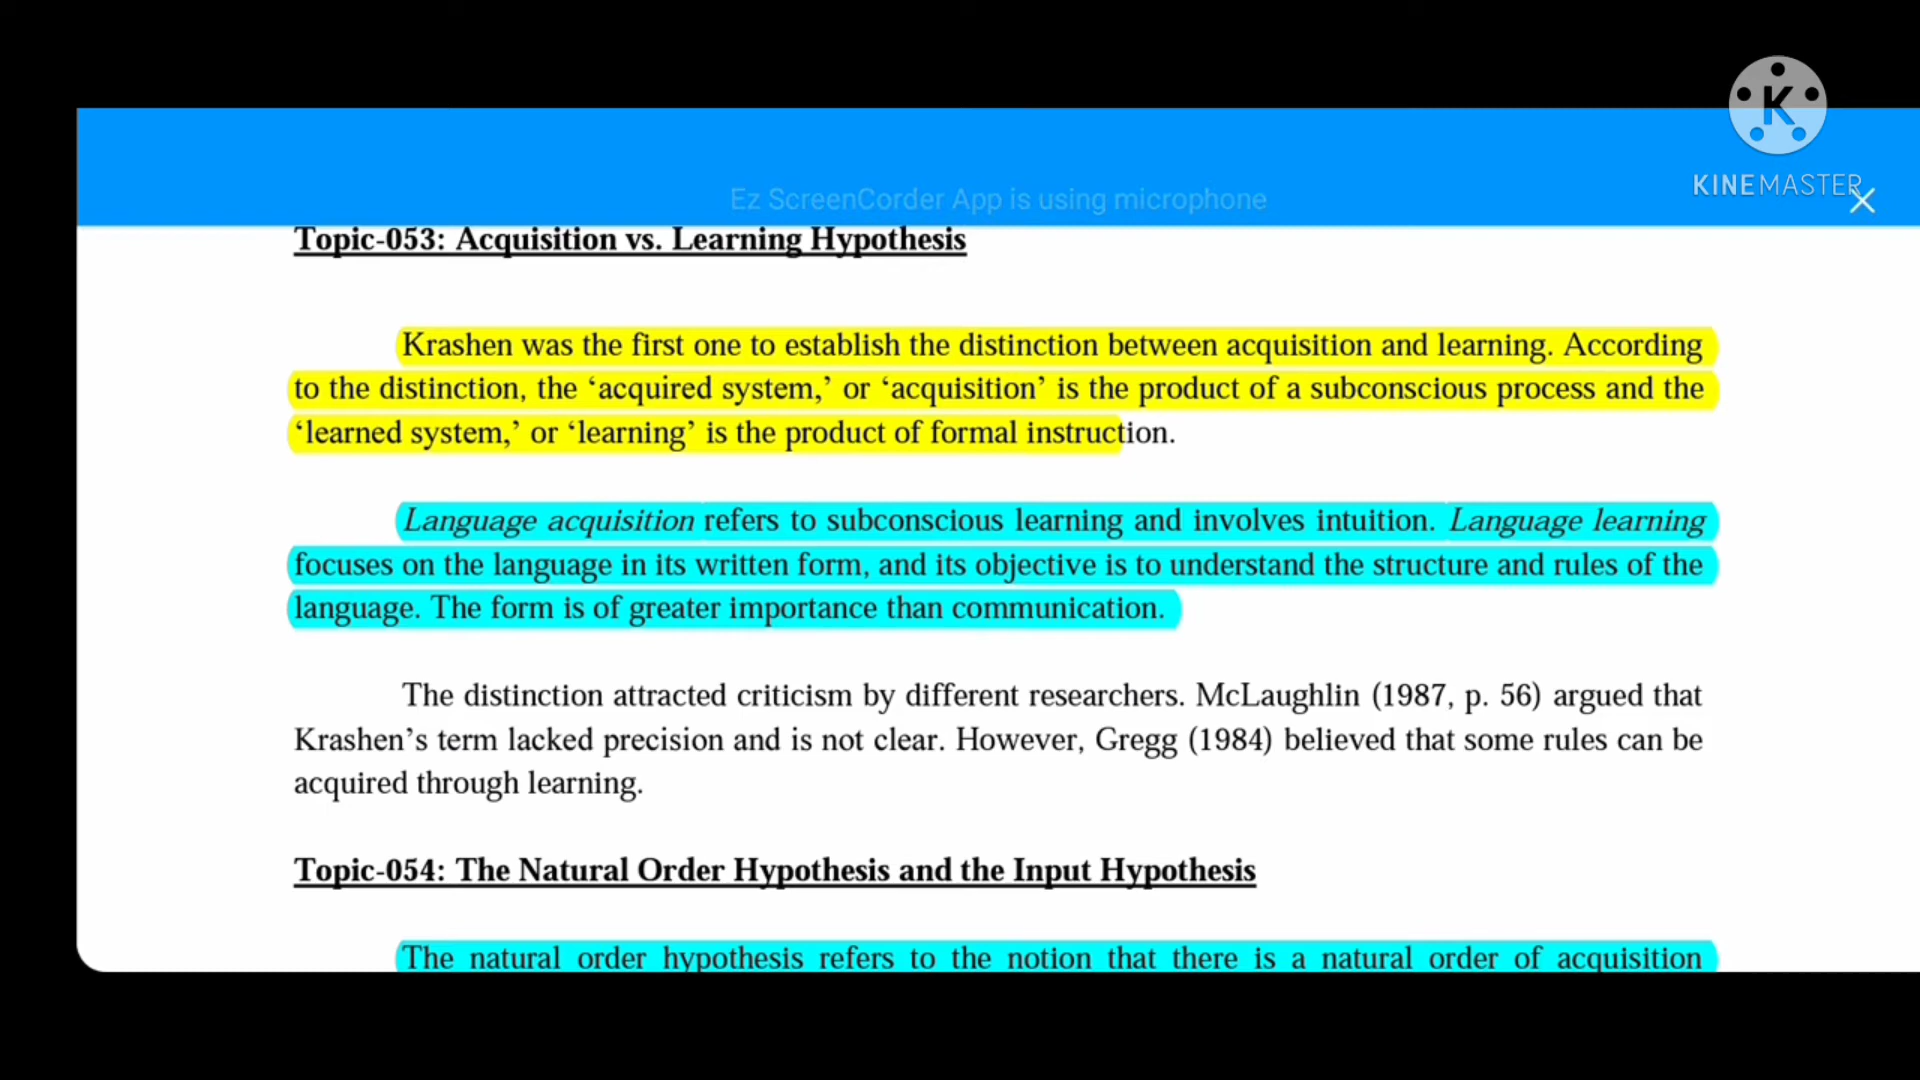 K
KINEMASTER
Ez ScreenCorder App is using microphone
Topic-053: Acquisition vs. Learning Hypothesis
Krashen was the first one to establish the distinction between acquisition and learning. According
to the distinction, the ‘acquired system,’ or ‘acquisition’ is the product of a subconscious process and the
‘learned system,’ or ‘learning’ is the product of formal instruction.
Language acquisition refers to subconscious learning and involves intuition. Language learning
focuses on the language in its written form, and its objective is to understand the structure and rules of the
language. The form is of greater importance than communication.
The distinction attracted criticism by different researchers. McLaughlin (1987, p. 56) argued that
Krashen’s term lacked precision and is not clear. However, Gregg (1984) believed that some rules can be
acquired through learning.
Topic-054: The Natural Order Hypothesis and the Input Hypothesis
The natural order hypothesis refers to the notion that there is a natural order of acquisition